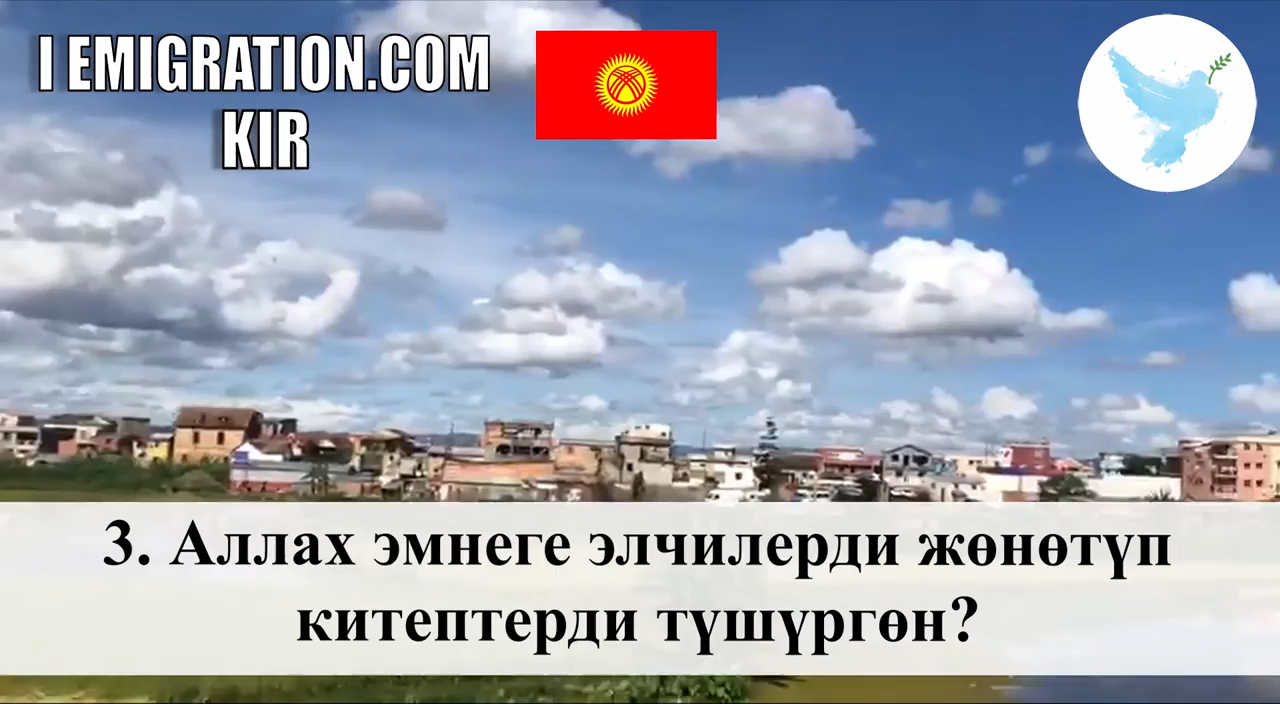 I EMIGRATION.COM
KIR
3. Аллах эмнеге элчилерди жөнөтүп
китептерди түшүргөн?